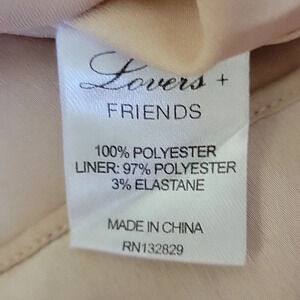 Lovers +
FRIENDS
100% POLYESTER
LINER: 97% POLYESTER
3% ELASTANE
MADE IN CHINA
RN132829